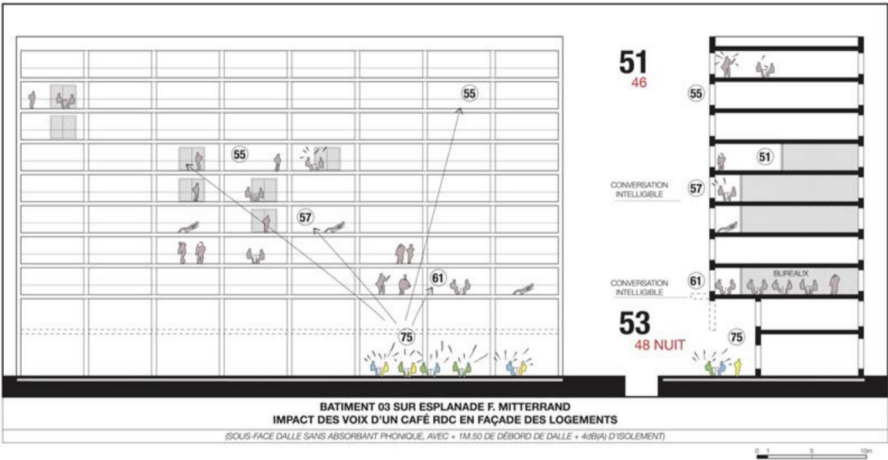 51
46
55
55
55
51
CONVERSATION
INTELLIGIBLE
57
57
61
CONVERSATION
INTELLIGIBLE
61
BUREAUX
53
48 NUIT
75
75
BATIMENT 03 SUR ESPLANADE F. MITTERRAND
IMPACT DES VOIX D'UN CAFÉ RDC EN FAÇADE DES LOGEMENTS
(SOUS-FACE DALLE SANS ABSORBANT PHONIQUE, AVEC + 1M.50 DE DÉBORD DE DALLE + 4dB(A) D'ISOLEMENT)
0 1 5 10m